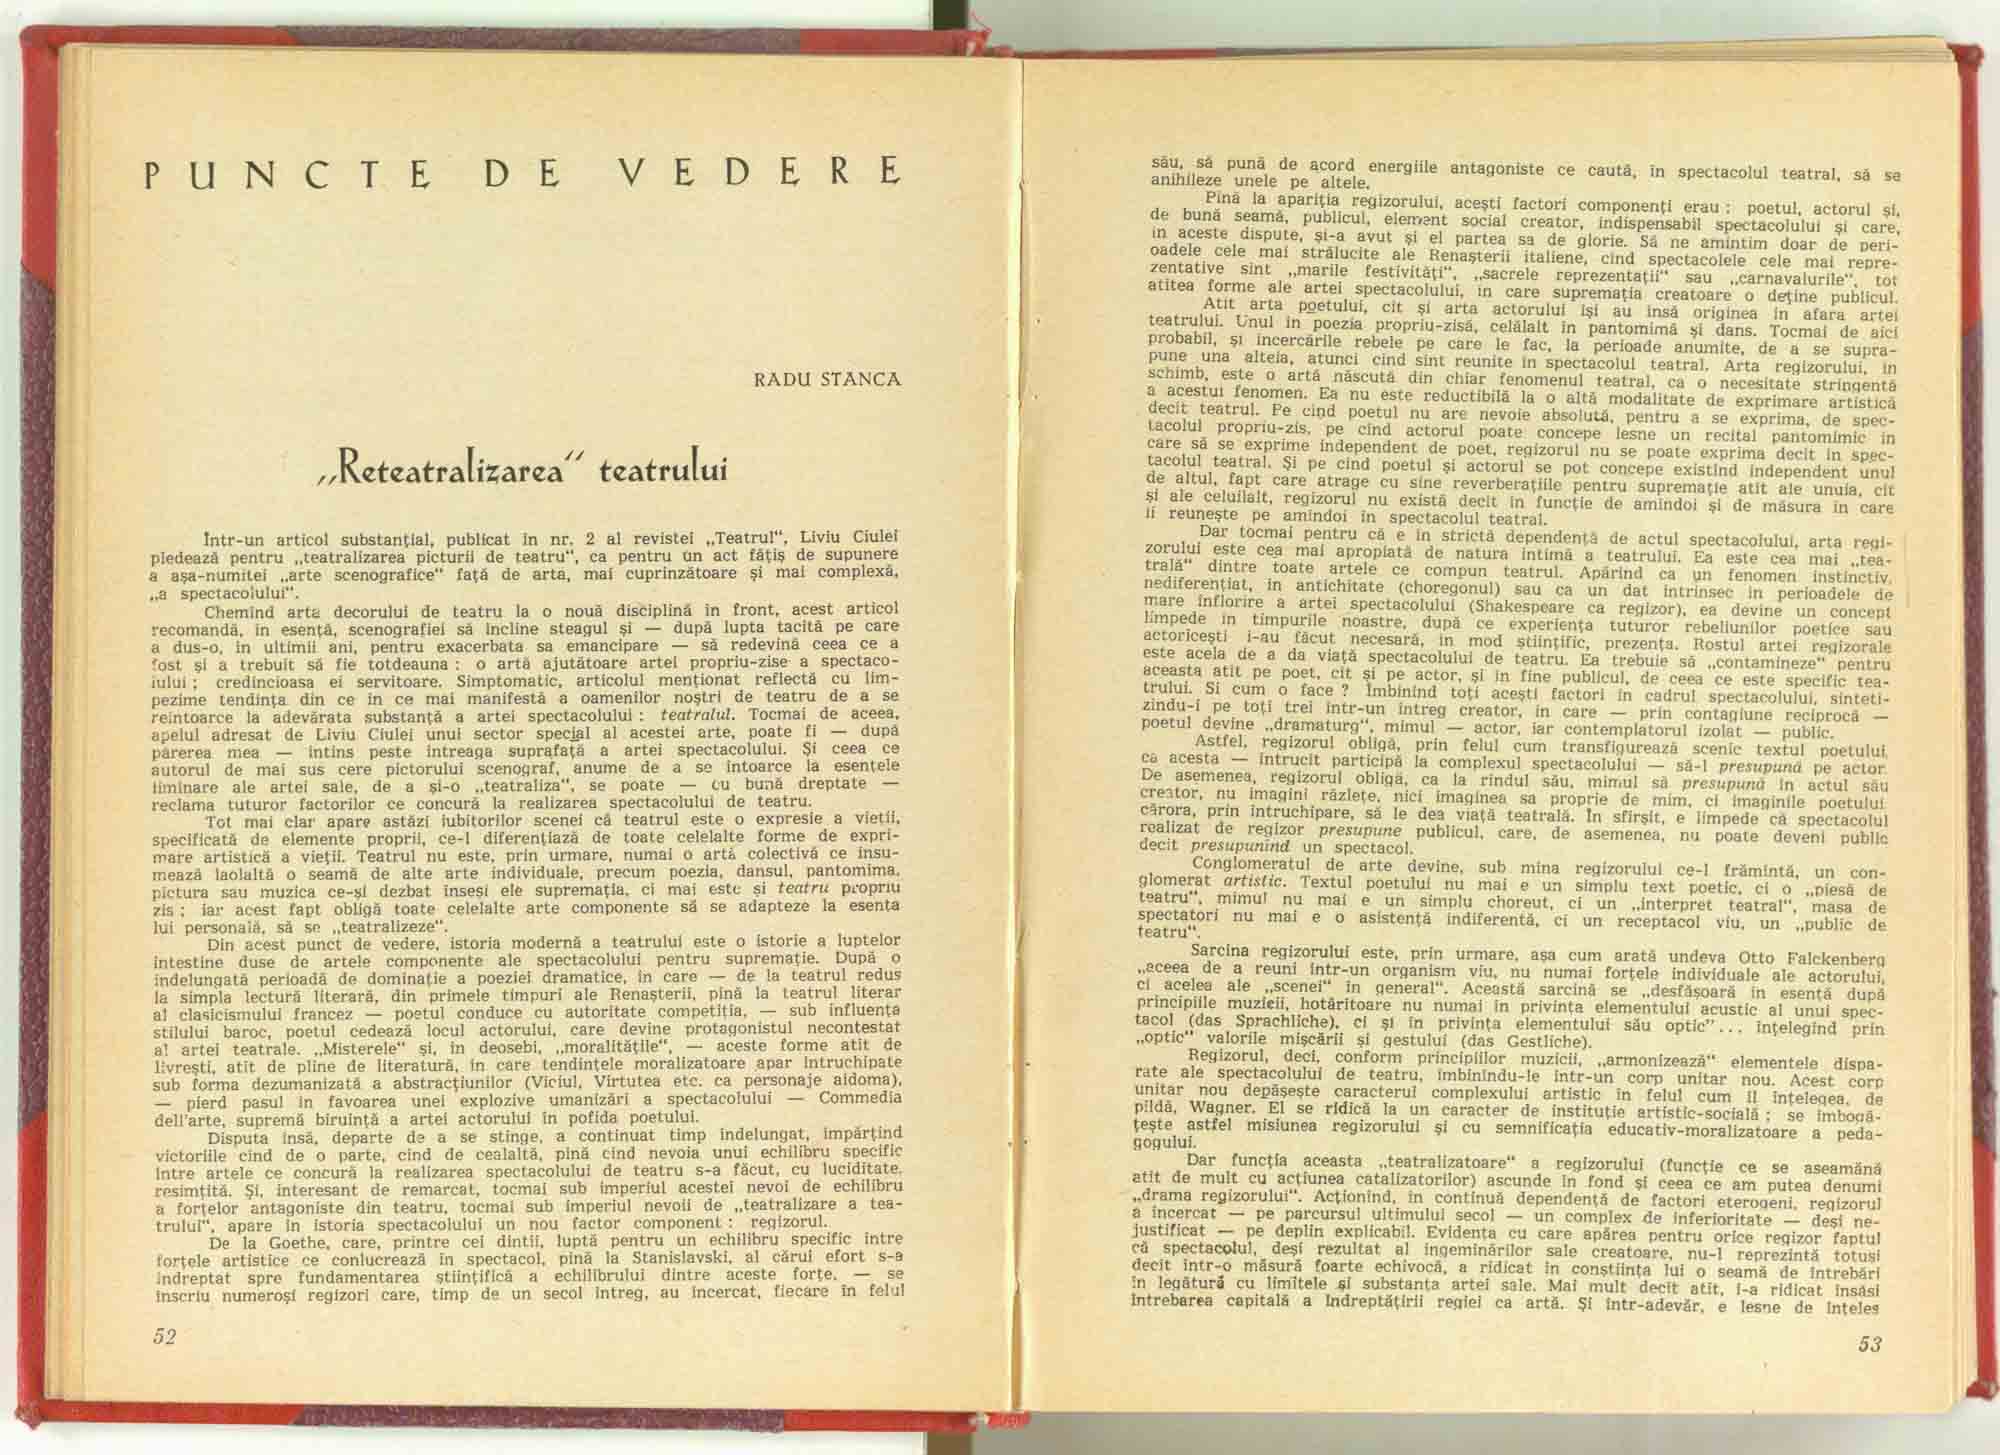 PUNCTE DE VEDERE
RADU STANCA
„Reteatralizarea“ teatrului
Într-un articol substanțial, publicat în nr. 2 al revistei „Teatrul“, Liviu Ciulei
pledează pentru „teatralizarea picturii de teatru“, ca pentru un act fățiș de supunere
a așa-numitei „arte scenografice“ față de arta, mai cuprinzătoare și mai complexă,
„a spectacolului“.
Chemînd arta decorului de teatru la o nouă disciplină în front, acest articol
recomandă, în esență, scenografiei să încline steagul și — după lupta tacită pe care
a dus-o, în ultimii ani, pentru exacerbata sa emancipare — să redevină ceea ce a
fost și a trebuit să fie totdeauna : o artă ajutătoare artei propriu-zise a spectaco-
lului ; credincioasa ei servitoare. Simptomatic, articolul menționat reflectă cu lim-
pezime tendința din ce în ce mai manifestă a oamenilor noștri de teatru de a se
reîntoarce la adevărata substanță a artei spectacolului : teatralul. Tocmai de aceea,
apelul adresat de Liviu Ciulei unui sector special al acestei arte, poate fi — după
părerea mea — întins peste întreaga suprafață a artei spectacolului. Și ceea ce
autorul de mai sus cere pictorului scenograf, anume de a se întoarce la esențele
liminare ale artei sale, de a și-o „teatraliza“, se poate — cu bună dreptate —
reclama tuturor factorilor ce concură la realizarea spectacolului de teatru.
Tot mai clar apare astăzi iubitorilor scenei că teatrul este o expresie a vieții,
specificată de elemente proprii, ce-l diferențiază de toate celelalte forme de expri-
mare artistică a vieții. Teatrul nu este, prin urmare, numai o artă colectivă ce însu-
mează laolaltă o seamă de alte arte individuale, precum poezia, dansul, pantomima,
pictura sau muzica ce-și dezbat înseși ele supremația, ci mai este și teatru propriu
zis ; iar acest fapt obligă toate celelalte arte componente să se adapteze la esența
lui personală, să se „teatralizeze“.
Din acest punct de vedere, istoria modernă a teatrului este o istorie a luptelor
intestine duse de artele componente ale spectacolului pentru supremație. După o
îndelungată perioadă de dominație a poeziei dramatice, în care — de la teatrul redus
la simpla lectură literară, din primele timpuri ale Renașterii, pînă la teatrul literar
al clasicismului francez — poetul conduce cu autoritate competiția, — sub influența
stilului baroc, poetul cedează locul actorului, care devine protagonistul necontestat
al artei teatrale. „Misterele“ și, în deosebi, „moralitățile“, — aceste forme atît de
livrești, atît de pline de literatură, în care tendințele moralizatoare apar întruchipate
sub forma dezumanizată a abstracțiunilor (Viciul, Virtutea etc. ca personaje aidoma),
— pierd pasul în favoarea unei explozive umanizări a spectacolului — Commedia
dell'arte, supremă biruință a artei actorului în pofida poetului.
Disputa însă, departe de a se stinge, a continuat timp îndelungat, împărțind
victoriile cînd de o parte, cînd de cealaltă, pînă cînd nevoia unui echilibru specific
între artele ce concură la realizarea spectacolului de teatru s-a făcut, cu luciditate,
resimțită. Și, interesant de remarcat, tocmai sub imperiul acestei nevoi de echilibru
a forțelor antagoniste din teatru, tocmai sub imperiul nevoii de „teatralizare a tea-
trului“, apare în istoria spectacolului un nou factor component : regizorul.
De la Goethe, care, printre cei dintîi, luptă pentru un echilibru specific între
forțele artistice ce conlucrează în spectacol, pînă la Stanislavski, al cărui efort s-a
îndreptat spre fundamentarea științifică a echilibrului dintre aceste forțe, — se
înscriu numeroși regizori care, timp de un secol întreg, au încercat, fiecare în felul
52
său, să pună de acord energiile antagoniste ce caută, în spectacolul teatral, să se
anihileze unele pe altele.
Pînă la apariția regizorului, acești factori componenți erau : poetul, actorul și,
de bună seamă, publicul, element social creator, indispensabil spectacolului și care,
în aceste dispute, și-a avut și el partea sa de glorie. Să ne amintim doar de peri-
oadele cele mai strălucite ale Renașterii italiene, cînd spectacolele cele mai repre-
zentative sînt „marile festivități“, „sacrele reprezentații“ sau „carnavalurile“, tot
atîtea forme ale artei spectacolului, în care supremația creatoare o deține publicul.
Atît arta poetului, cît și arta actorului își au însă originea în afara artei
teatrului. Unul în poezia propriu-zisă, celălalt în pantomimă și dans. Tocmai de aici
probabil, și încercările rebele pe care le fac, la perioade anumite, de a se supra-
pune una alteia, atunci cînd sînt reunite în spectacolul teatral. Arta regizorului, în
schimb, este o artă născută din chiar fenomenul teatral, ca o necesitate stringentă
a acestui fenomen. Ea nu este reductibilă la o altă modalitate de exprimare artistică
decît teatrul. Pe cînd poetul nu are nevoie absolută, pentru a se exprima, de spec-
tacolul propriu-zis, pe cînd actorul poate concepe lesne un recital pantomimic în
care să se exprime independent de poet, regizorul nu se poate exprima decît în spec-
tacolul teatral. Și pe cînd poetul și actorul se pot concepe existînd independent unul
de altul, fapt care atrage cu sine reverberațiile pentru supremație atît ale unuia, cît
și ale celuilalt, regizorul nu există decît în funcție de amîndoi și de măsura în care
îi reunește pe amîndoi în spectacolul teatral.
Dar tocmai pentru că e în strictă dependență de actul spectacolului, arta regi-
zorului este cea mai apropiată de natura intimă a teatrului. Ea este cea mai „tea-
trală“ dintre toate artele ce compun teatrul. Apărînd ca un fenomen instinctiv,
nediferențiat, în antichitate (choregonul) sau ca un dat intrinsec în perioadele de
mare înflorire a artei spectacolului (Shakespeare ca regizor), ea devine un concept
limpede în timpurile noastre, după ce experiența tuturor rebeliunilor poetice sau
actoricești i-au făcut necesară, în mod științific, prezența. Rostul artei regizorale
este acela de a da viață spectacolului de teatru. Ea trebuie să „contamineze“ pentru
aceasta atît pe poet, cît și pe actor, și în fine publicul, de ceea ce este specific tea-
trului. Și cum o face ? Îmbinînd toți acești factori în cadrul spectacolului, sinteti-
zîndu-i pe toți trei într-un întreg creator, în care — prin contagiune reciprocă —
poetul devine „dramaturg“, mimul — actor, iar contemplatorul izolat — public.
Astfel, regizorul obligă, prin felul cum transfigurează scenic textul poetului,
ca acesta — întrucît participă la complexul spectacolului — să-l presupună pe actor.
De asemenea, regizorul obligă, ca la rîndul său, mimul să presupună în actul său
creator, nu imagini răzlețe, nici imaginea sa proprie de mim, ci imaginile poetului
cărora, prin întruchipare, să le dea viață teatrală. În sfîrșit, e limpede că spectacolul
realizat de regizor presupune publicul, care, de asemenea, nu poate deveni public
decît presupunînd un spectacol.
Conglomeratul de arte devine, sub mîna regizorului ce-l frămîntă, un con-
glomerat artistic. Textul poetului nu mai e un simplu text poetic, ci o „piesă de
teatru“, mimul nu mai e un simplu choreut, ci un „interpret teatral“, masa de
spectatori nu mai e o asistență indiferentă, ci un receptacol viu, un „public de
teatru“.
Sarcina regizorului este, prin urmare, așa cum arată undeva Otto Falckenberg
„aceea de a reuni într-un organism viu, nu numai forțele individuale ale actorului,
ci acelea ale „scenei“ în general“. Această sarcină se „desfășoară în esență după
principiile muzicii, hotărîtoare nu numai în privința elementului acustic al unui spec-
tacol (das Sprachliche), ci și în privința elementului său optic”... înțelegînd prin
„optic“ valorile mișcării și gestului (das Gestliche).
Regizorul, deci, conform principiilor muzicii, „armonizează“ elementele dispa-
rate ale spectacolului de teatru, îmbinîndu-le într-un corp unitar nou. Acest corp
unitar nou depășește caracterul complexului artistic în felul cum îl înțelegea, de
pildă, Wagner. El se ridică la un caracter de instituție artistic-socială ; se îmbogă-
țește astfel misiunea regizorului și cu semnificația educativ-moralizatoare a peda-
gogului.
Dar funcția aceasta „teatralizatoare“ a regizorului (funcție ce se aseamănă
atît de mult cu acțiunea catalizatorilor) ascunde în fond și ceea ce am putea denumi
„drama regizorului“. Acționînd, în continuă dependență de factori eterogeni, regizorul
a încercat — pe parcursul ultimului secol — un complex de inferioritate — deși ne-
justificat — pe deplin explicabil. Evidența cu care apărea pentru orice regizor faptul
că spectacolul, deși rezultat al îngemînărilor sale creatoare, nu-l reprezintă totuși
decît într-o măsură foarte echivocă, a ridicat în conștiința lui o seamă de întrebări
în legătură cu limitele și substanța artei sale. Mai mult decît atît, i-a ridicat însăși
întrebarea capitală a îndreptățirii regiei ca artă. Și într-adevăr, e lesne de înțeles
53